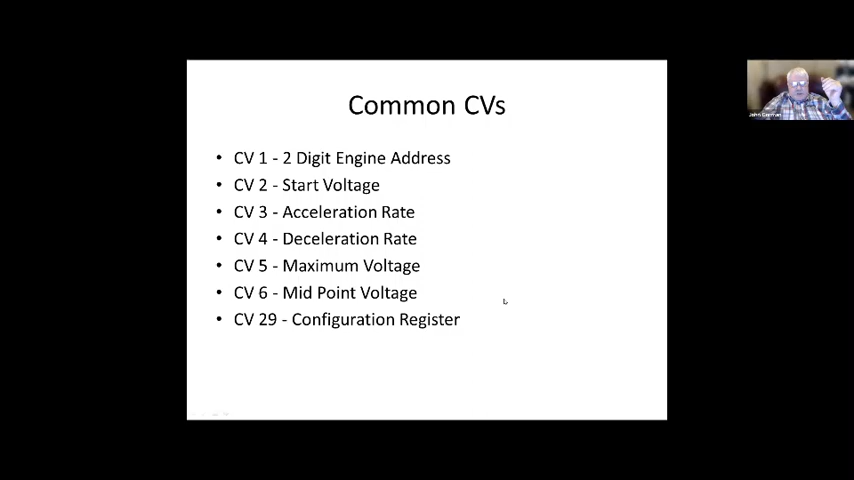 Common CVs
• CV 1 - 2 Digit Engine Address
• CV 2 - Start Voltage
• CV 3 - Acceleration Rate
• CV 4 - Deceleration Rate
• CV 5 - Maximum Voltage
• CV 6 - Mid Point Voltage
• CV 29 - Configuration Register
John